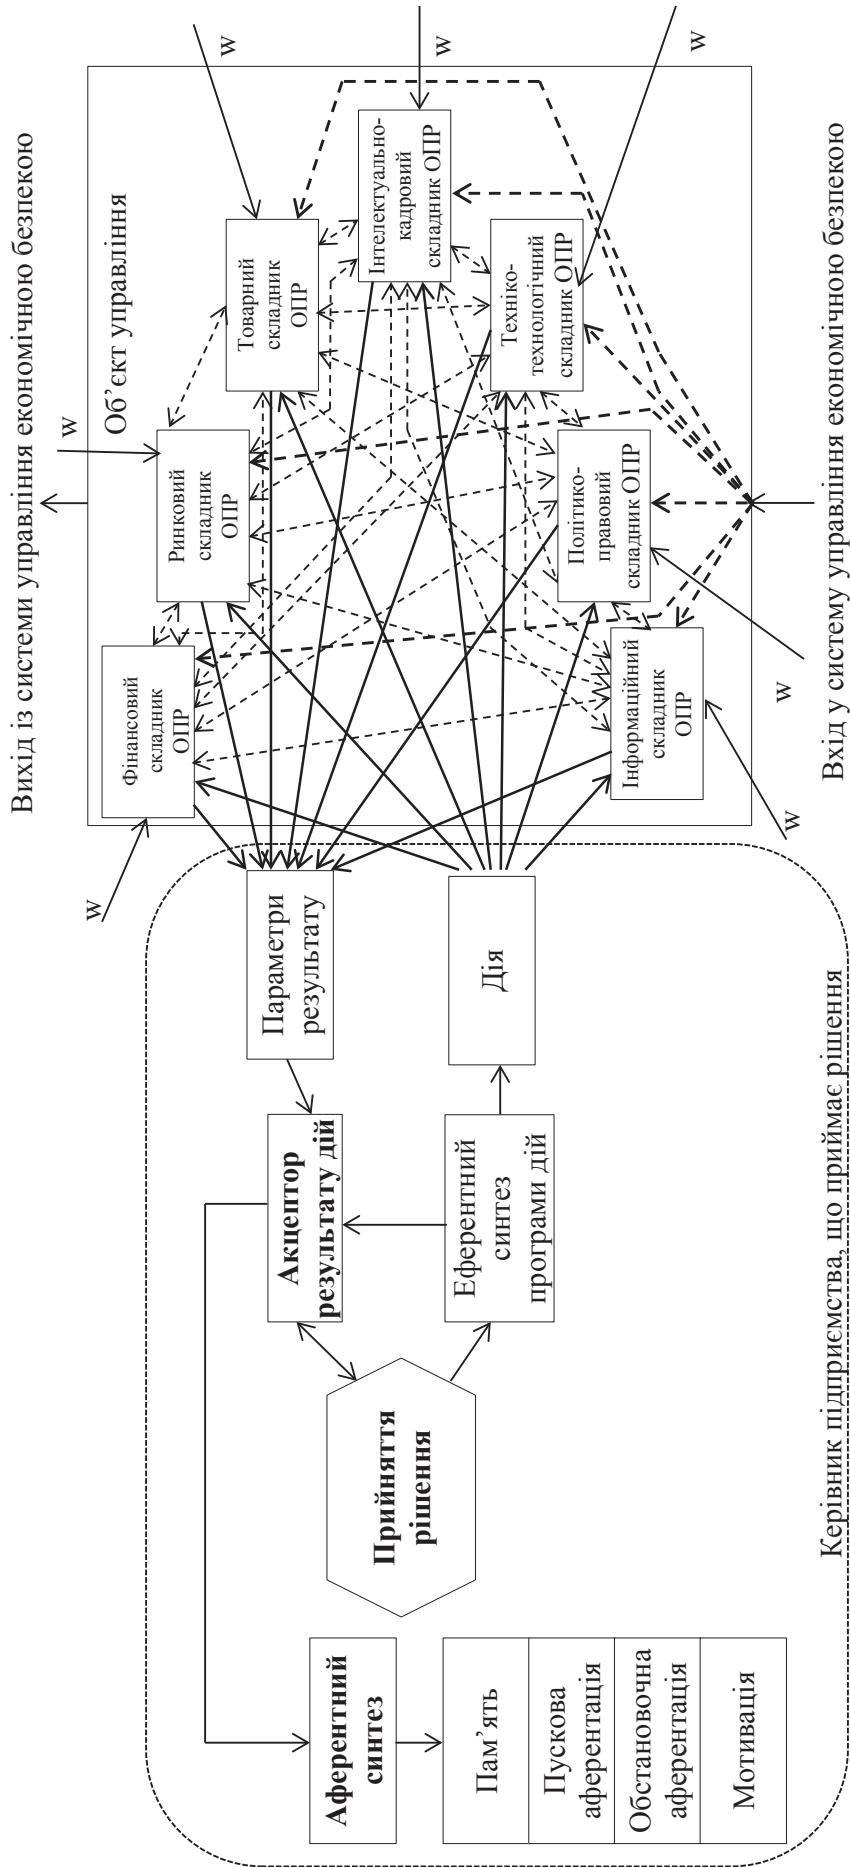 Вихід із системи управління економічною безпекою
Об’єкт управління
w
w
w
w
w
w
w
Фінансовий
складник
ОПР
Ринковий
складник
ОПР
Товарний
складник
ОПР
Інтелектуально-
кадровий
складник ОПР
Техніко-
технологічний
складник ОПР
Політико-
правовий
складник ОПР
Інформаційний
складник
ОПР
Вхід у систему управління економічною безпекою
Аферентний
синтез
Пам’ять
Пускова
аферентація
Обстановочна
аферентація
Мотивація
Прийняття
рішення
Акцептор
результату дій
Еферентний
синтез
програми дій
Параметри
результату
Дія
Керівник підприємства, що приймає рішення